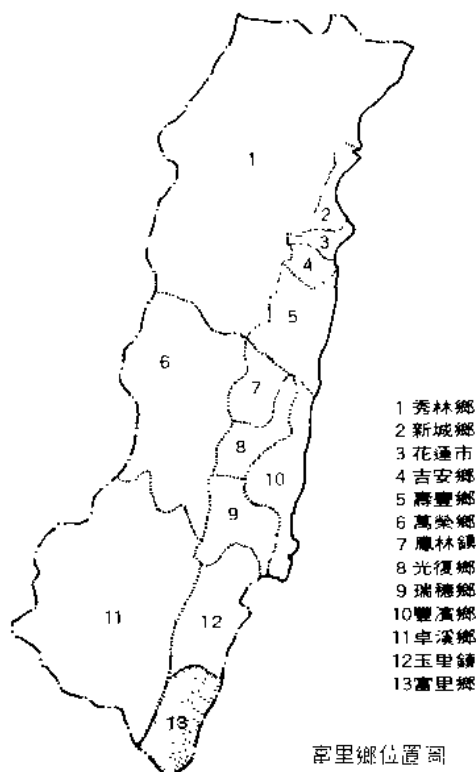 1
2
3
4
5
6
7
8
9
10
11
12
13
1 秀林鄉
2 新城鄉
3 花蓮市
4 吉安鄉
5 壽豐鄉
6 萬榮鄉
7 鳳林鎮
8 光復鄉
9 瑞穗鄉
10 豐濱鄉
11 卓溪鄉
12 玉里鎮
13 富里鄉
富里鄉位置圖